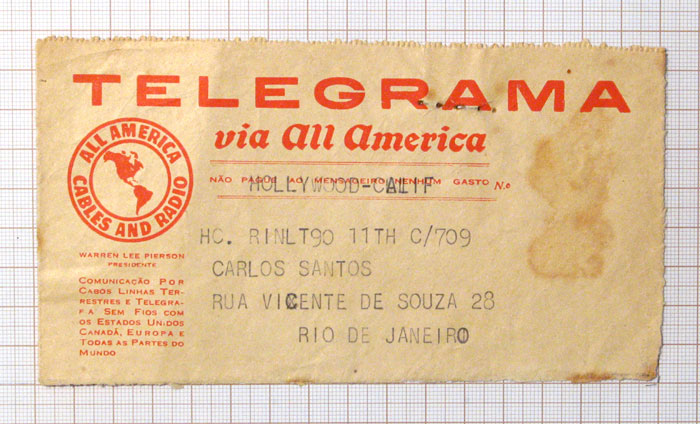 TELEGRAMA
via All America
ALL AMERICA
CABLES AND RADIO
NÃO PAGUE AO MENSAGEIRO NENHUM GASTO Nº
HOLLYWOOD-CALIF
HC. RINLT90 11TH C/709
CARLOS SANTOS
RUA VICENTE DE SOUZA 28
RIO DE JANEIRO
WARREN LEE PIERSON
PRESIDENTE
COMUNICAÇÃO POR
CABOS LINHAS TER-
RESTRES E TELEGRA-
FA SEM FIOS COM
OS ESTADOS UNIDOS
CANADÁ, EUROPA E
TODAS AS PARTES DO
MUNDO